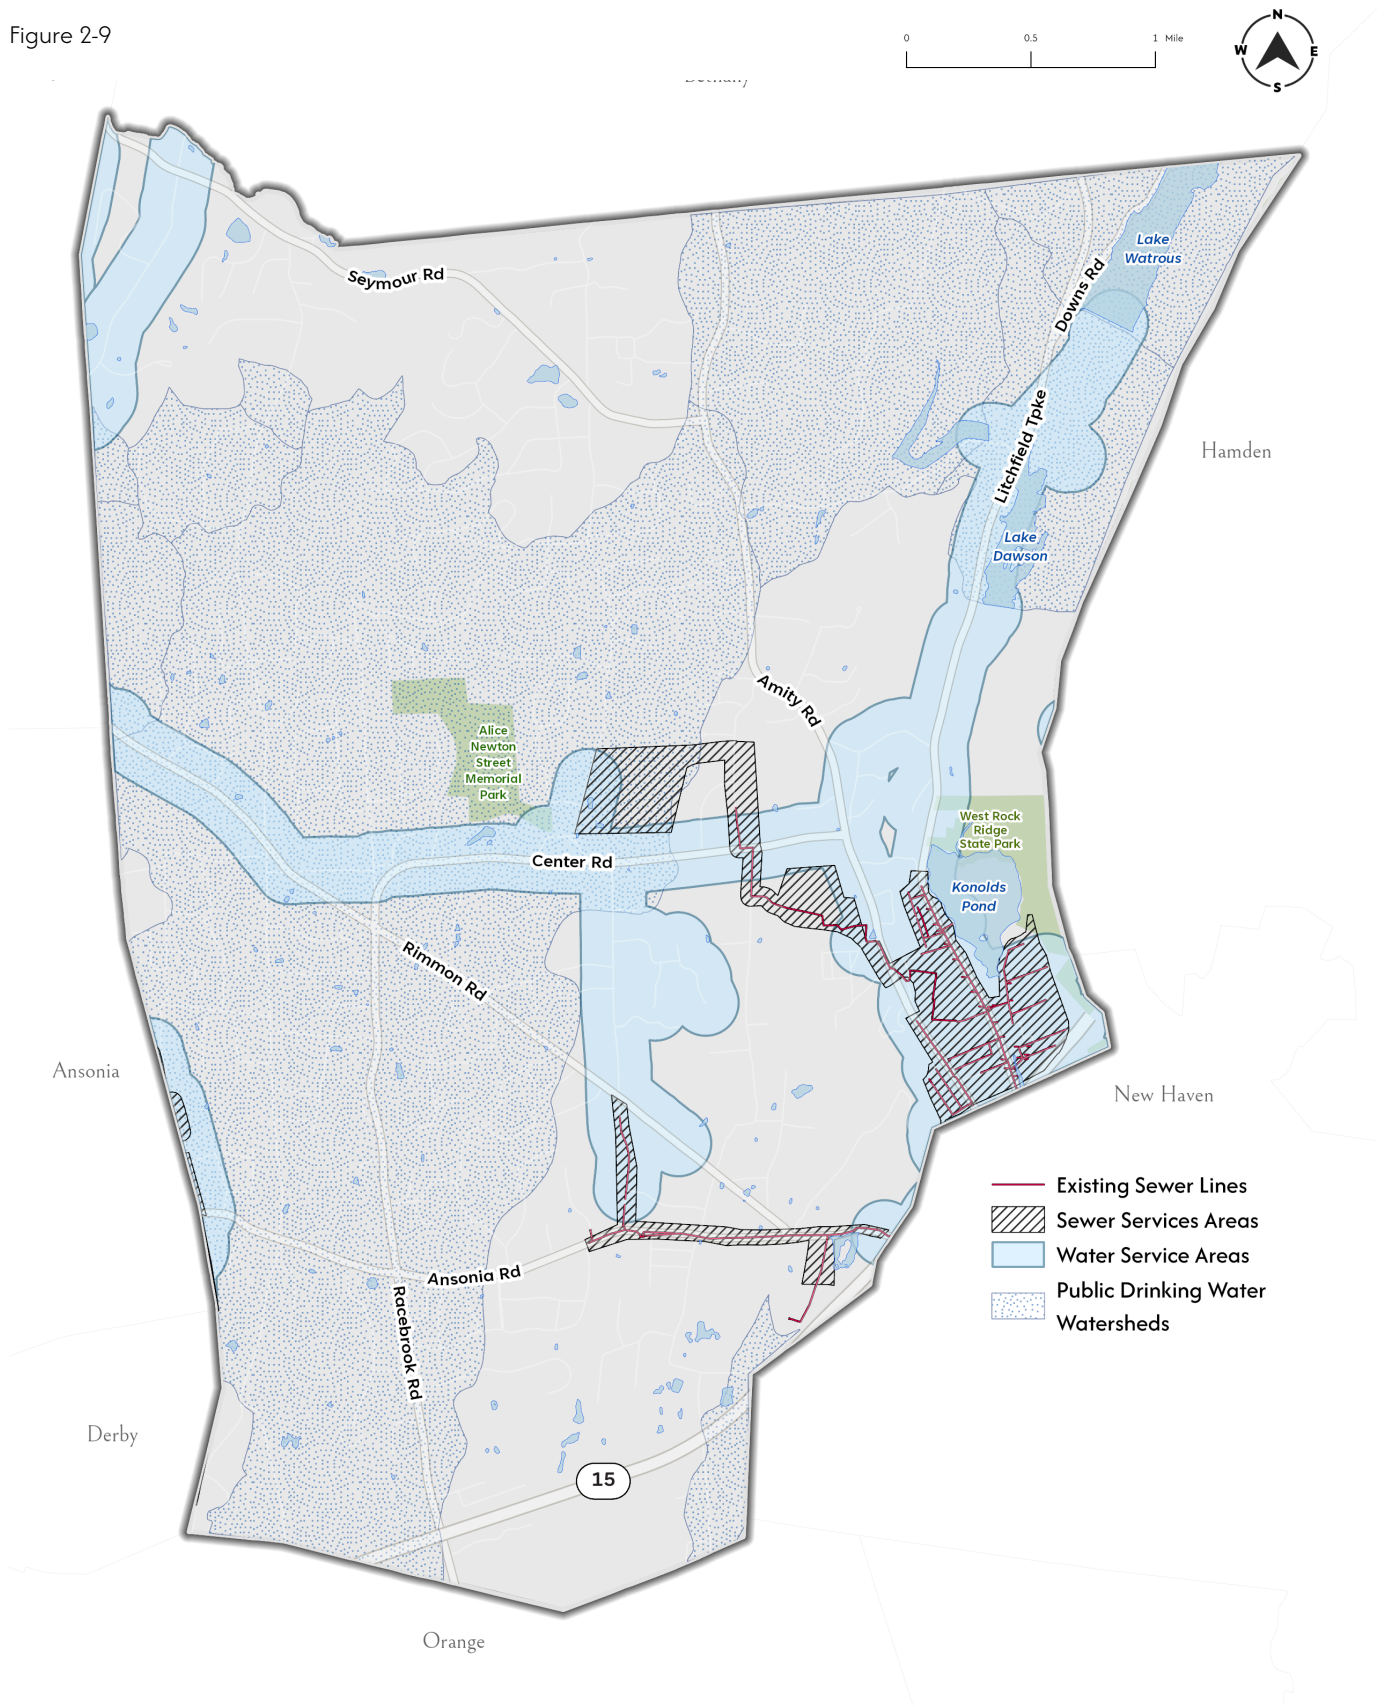 Figure 2-9
0 0.5 1 Mile
N
W E
S
Bethany
Lake
Watrous
Seymour Rd
Downs Rd
Litchfield Tpke
Hamden
Lake
Dawson
Amity Rd
Alice
Newton
Street
Memorial
Park
West Rock
Ridge
State Park
Center Rd
Konolds
Pond
Rimmon Rd
Ansonia
New Haven
Existing Sewer Lines
Sewer Services Areas
Water Service Areas
Public Drinking Water
Watersheds
Ansonia Rd
Racebrook Rd
Derby
15
Orange